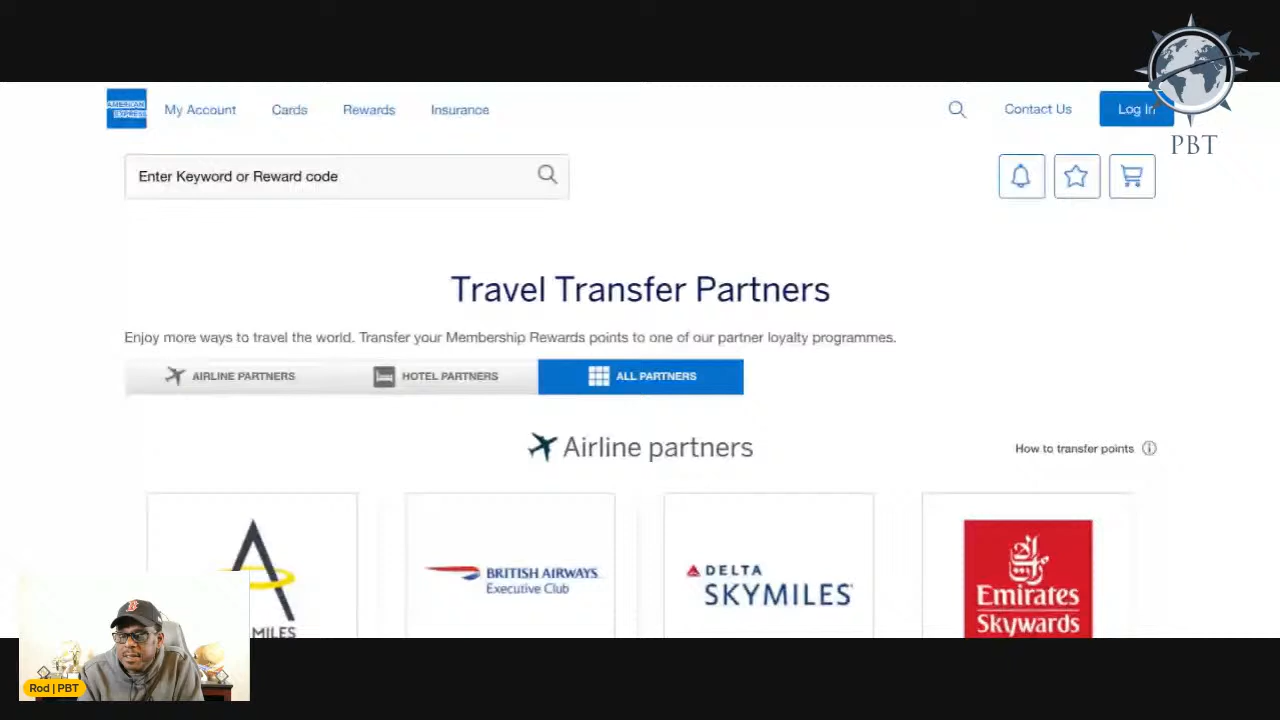 AMERICAN
EXPRESS
My Account
Cards
Rewards
Insurance
Contact Us
Log In
PBT
Enter Keyword or Reward code
Travel Transfer Partners
Enjoy more ways to travel the world. Transfer your Membership Rewards points to one of our partner loyalty programmes.
AIRLINE PARTNERS
HOTEL PARTNERS
ALL PARTNERS
Airline partners
How to transfer points
BRITISH AIRWAYS
Executive Club
DELTA
SKYMILES
Emirates
Skywards
Rod | PBT